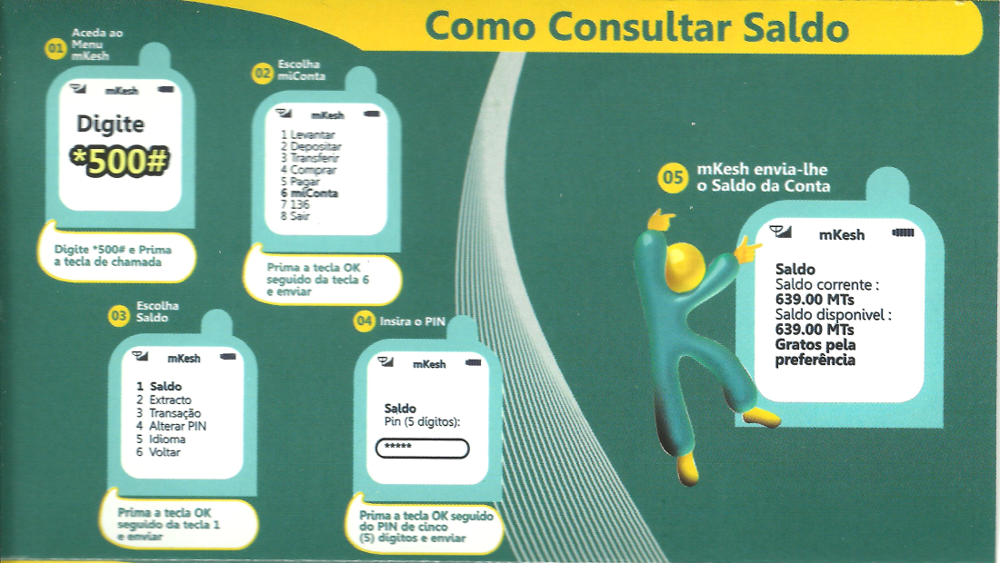 Como Consultar Saldo
01
Aceda ao
Menu
mKesh
mKesh
Digite
*500#
Digite *500# e Prima
a tecla de chamada
02
Escolha
miConta
mKesh
1 Levantar
2 Depositar
3 Transferir
4 Comprar
5 Pagar
6 miConta
7 136
8 Sair
Prima a tecla OK
seguido da tecla 6
e enviar
03
Escolha
Saldo
mKesh
1 Saldo
2 Extracto
3 Transação
4 Alterar PIN
5 Idioma
6 Voltar
Prima a tecla OK
seguido da tecla 1
e enviar
04
Insira o PIN
mKesh
Saldo
Pin (5 dígitos):
*****
Prima a tecla OK seguido
do PIN de cinco
(5) dígitos e enviar
05
mKesh envia-lhe
o Saldo da Conta
mKesh
Saldo
Saldo corrente :
639.00 MTs
Saldo disponivel :
639.00 MTs
Gratos pela
preferência